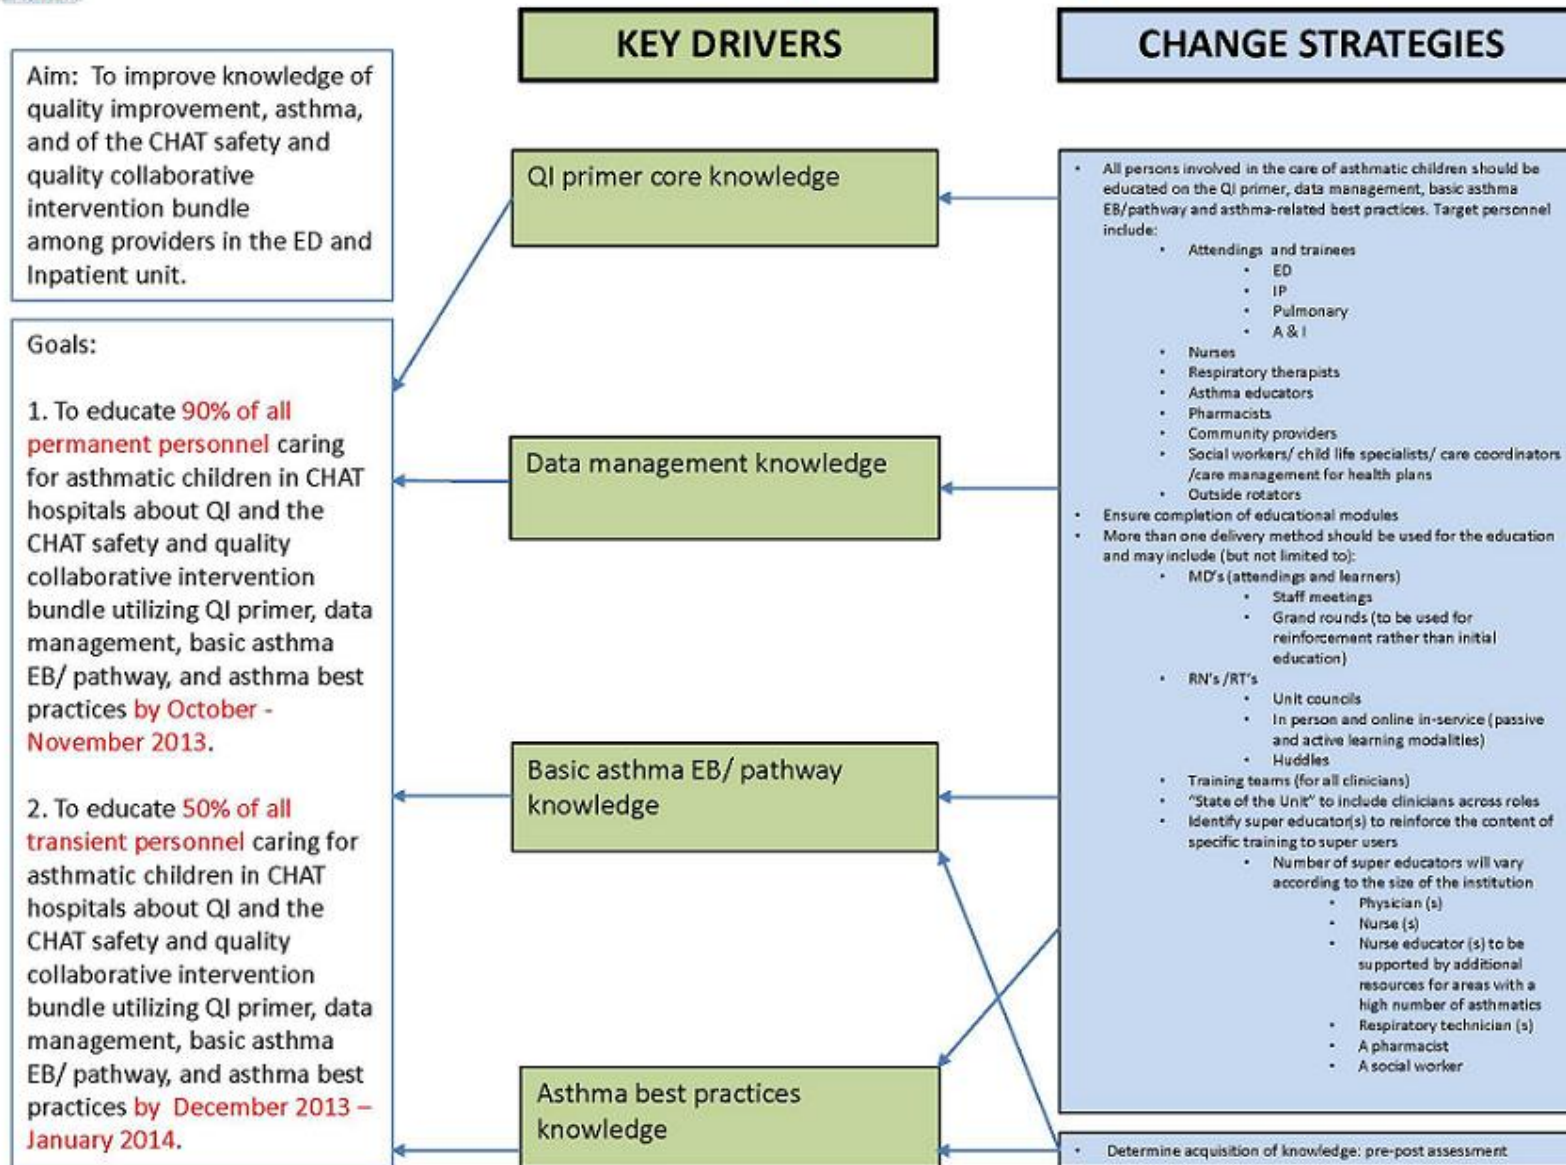 KEY DRIVERS
CHANGE STRATEGIES
Aim:  To improve knowledge of
quality improvement, asthma,
and of the CHAT safety and
quality collaborative
intervention bundle
among providers in the ED and
Inpatient unit.
Goals:
1. To educate 90% of all
permanent personnel caring
for asthmatic children in CHAT
hospitals about QI and the
CHAT safety and quality
collaborative intervention
bundle utilizing QI primer, data
management, basic asthma
EB/ pathway, and asthma best
practices by October -
November 2013.
2. To educate 50% of all
transient personnel caring for
asthmatic children in CHAT
hospitals about QI and the
CHAT safety and quality
collaborative intervention
bundle utilizing QI primer, data
management, basic asthma
EB/ pathway, and asthma best
practices by  December 2013 –
January 2014.
QI primer core knowledge
Data management knowledge
Basic asthma EB/ pathway
knowledge
Asthma best practices
knowledge
• All persons involved in the care of asthmatic children should be
educated on the QI primer, data management, basic asthma
EB/pathway and asthma-related best practices. Target personnel
include:
• Attendings  and trainees
• ED
• IP
• Pulmonary
• A & I
• Nurses
• Respiratory therapists
• Asthma educators
• Pharmacists
• Community providers
• Social workers/ child life specialists/ care coordinators
/care management for health plans
• Outside rotators
• Ensure completion of educational modules
• More than one delivery method should be used for the education
and may include (but not limited to):
• MD's (attendings and learners)
• Staff meetings
• Grand rounds (to be used for
reinforcement rather than initial
education)
• RN's /RT's
• Unit councils
• In person and online in-service (passive
and active learning modalities)
• Huddles
• Training teams (for all clinicians)
• "State of the Unit" to include clinicians across roles
• Identify super educator(s) to reinforce the content of
specific training to super users
• Number of super educators will vary
according to the size of the institution
• Physician (s)
• Nurse (s)
• Nurse educator (s) to be
supported by additional
resources for areas with a
high number of asthmatics
• Respiratory technician (s)
• A pharmacist
• A social worker
• Determine acquisition of knowledge: pre-post assessment